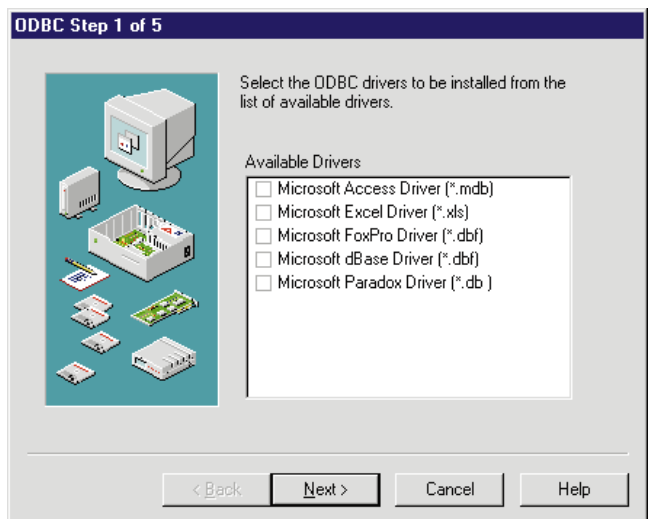 ODBC Step 1 of 5
Select the ODBC drivers to be installed from the
list of available drivers.
Available Drivers
Microsoft Access Driver (*.mdb)
Microsoft Excel Driver (*.xls)
Microsoft FoxPro Driver (*.dbf)
Microsoft dBase Driver (*.dbf)
Microsoft Paradox Driver (*.db )
< Back
Next >
Cancel
Help